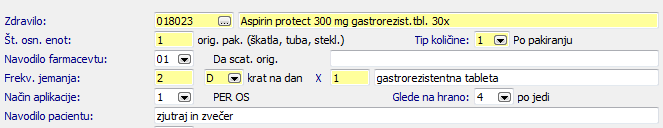 Zdravilo: 018023 ... Aspirin protect 300 mg gastrorezist.tbl. 30x
Št. osn. enot: 1 orig. pak. (škatla, tuba, stekl.) Tip količine: 1 Po pakiranju
Navodilo farmacevtu: 01 Da scat. orig.
Frekv. jemanja: 2 D krat na dan X 1 gastrorezistentna tableta
Način aplikacije: 1 PER OS Glede na hrano: 4 po jedi
Navodilo pacientu: zjutraj in zvečer